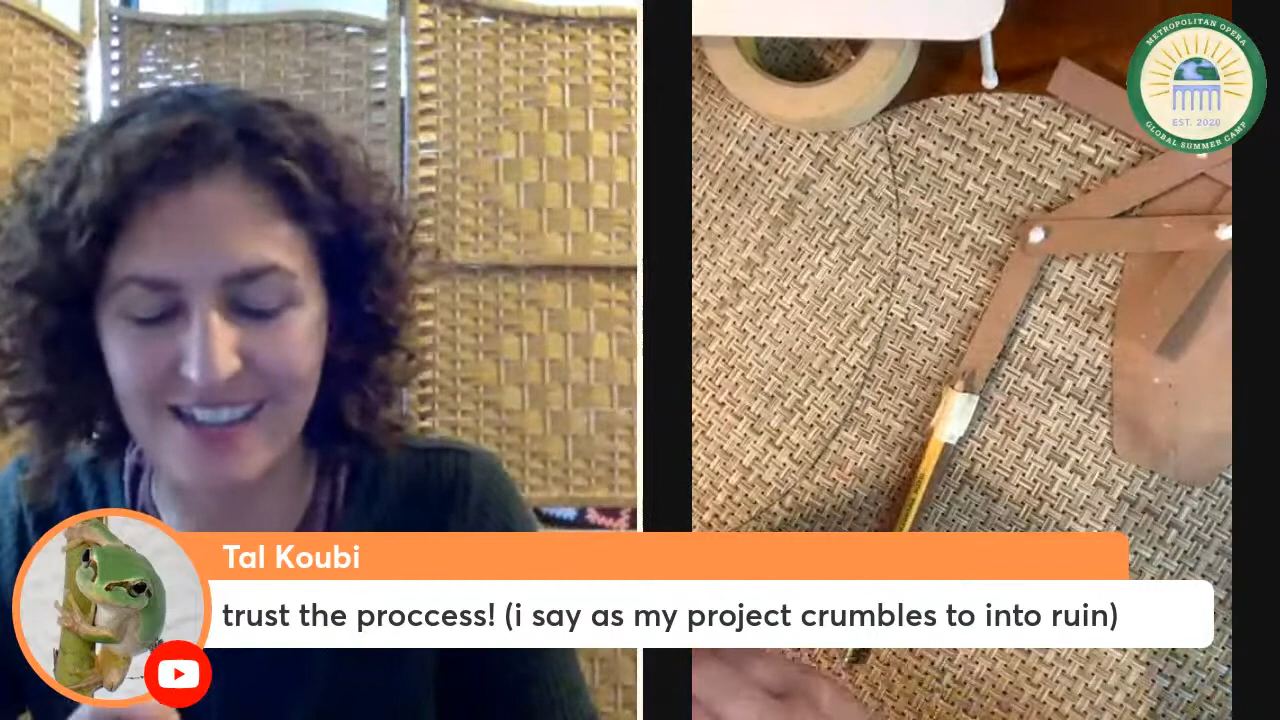 METROPOLITAN OPERA
EST. 2020
GLOBAL SUMMER CAMP
Tal Koubi
trust the proccess! (i say as my project crumbles to into ruin)